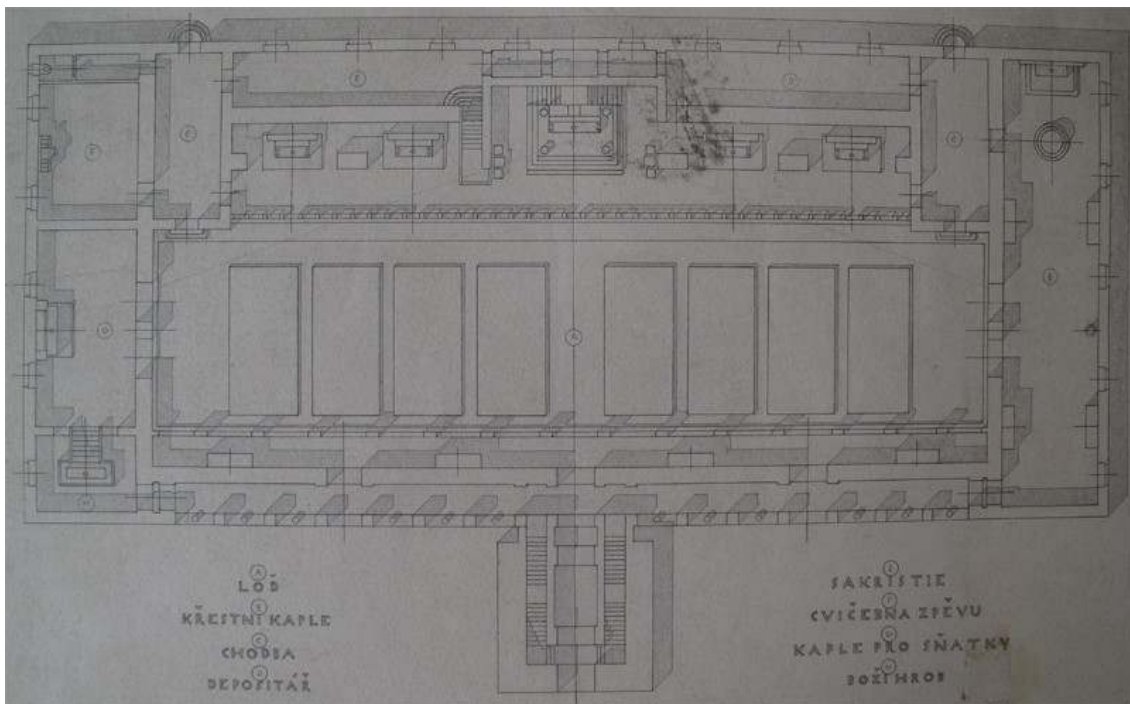 E
D
C
C
F
B
G
A
H
A
LOĎ
B
KŘESTNÍ KAPLE
C
CHODBA
D
DEPOSITÁŘ
E
SAKRISTIE
F
CVIČEBNA ZPĚVU
G
KAPLE PRO SŇATKY
H
BOŽÍ HROB